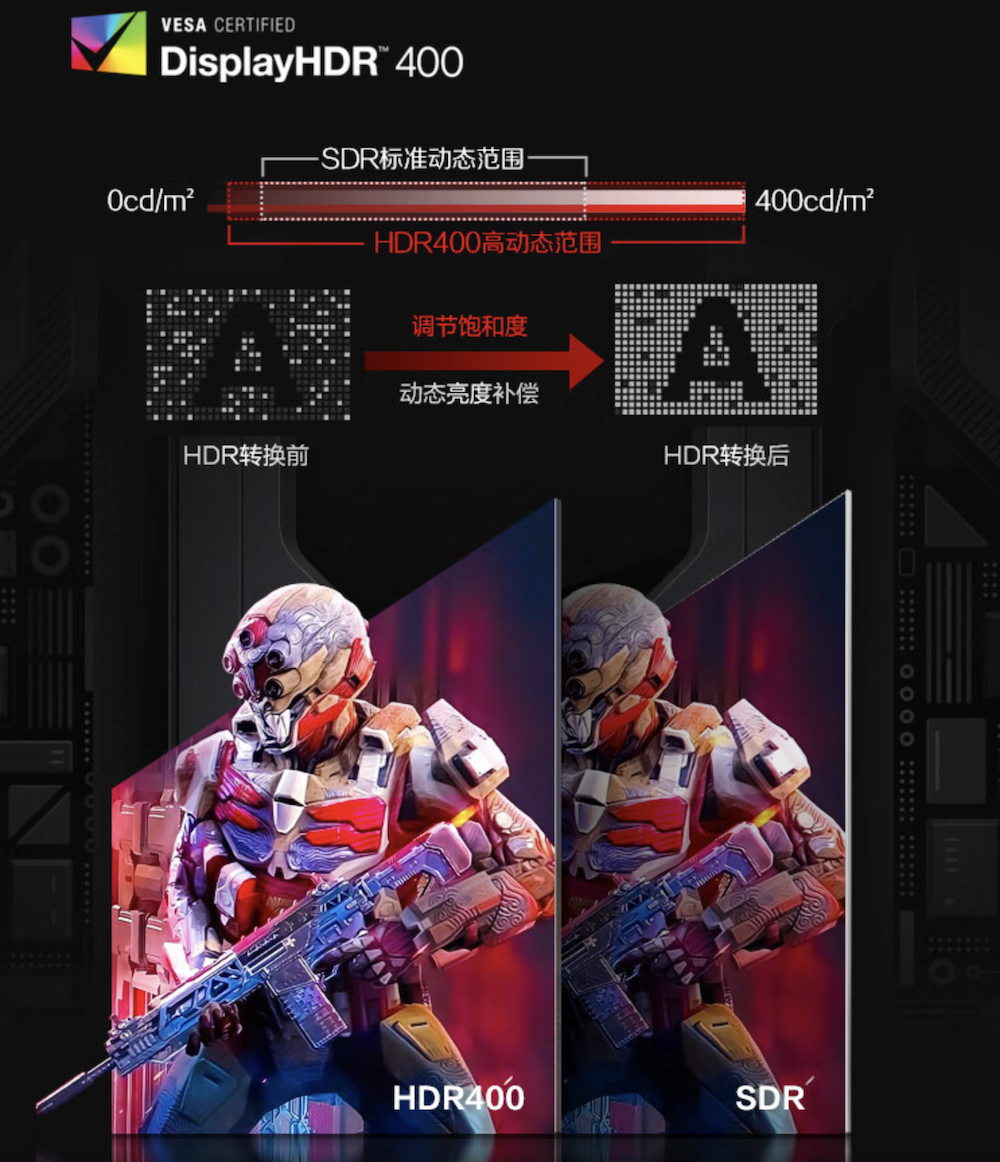 VESA CERTIFIED
DisplayHDR™ 400
SDR标准动态范围
0cd/m²
400cd/m²
HDR400高动态范围
A
调节饱和度
动态亮度补偿
A
HDR转换前
HDR转换后
HDR400
SDR